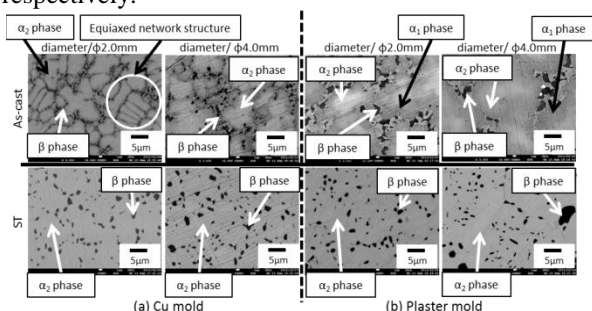 respectively.
α₂ phase
Equiaxed network structure
α₁ phase
α₁ phase
diameter/φ2.0mm
diameter/ φ4.0mm
diameter/φ2.0mm
diameter/ φ4.0mm
α₂ phase
α₂ phase
α₂ phase
As-cast
β phase
β phase
β phase
β phase
5μm
5μm
5μm
5μm
β phase
β phase
β phase
β phase
ST
5μm
5μm
5μm
5μm
α₂ phase
α₂ phase
α₂ phase
α₂ phase
(a) Cu mold
(b) Plaster mold